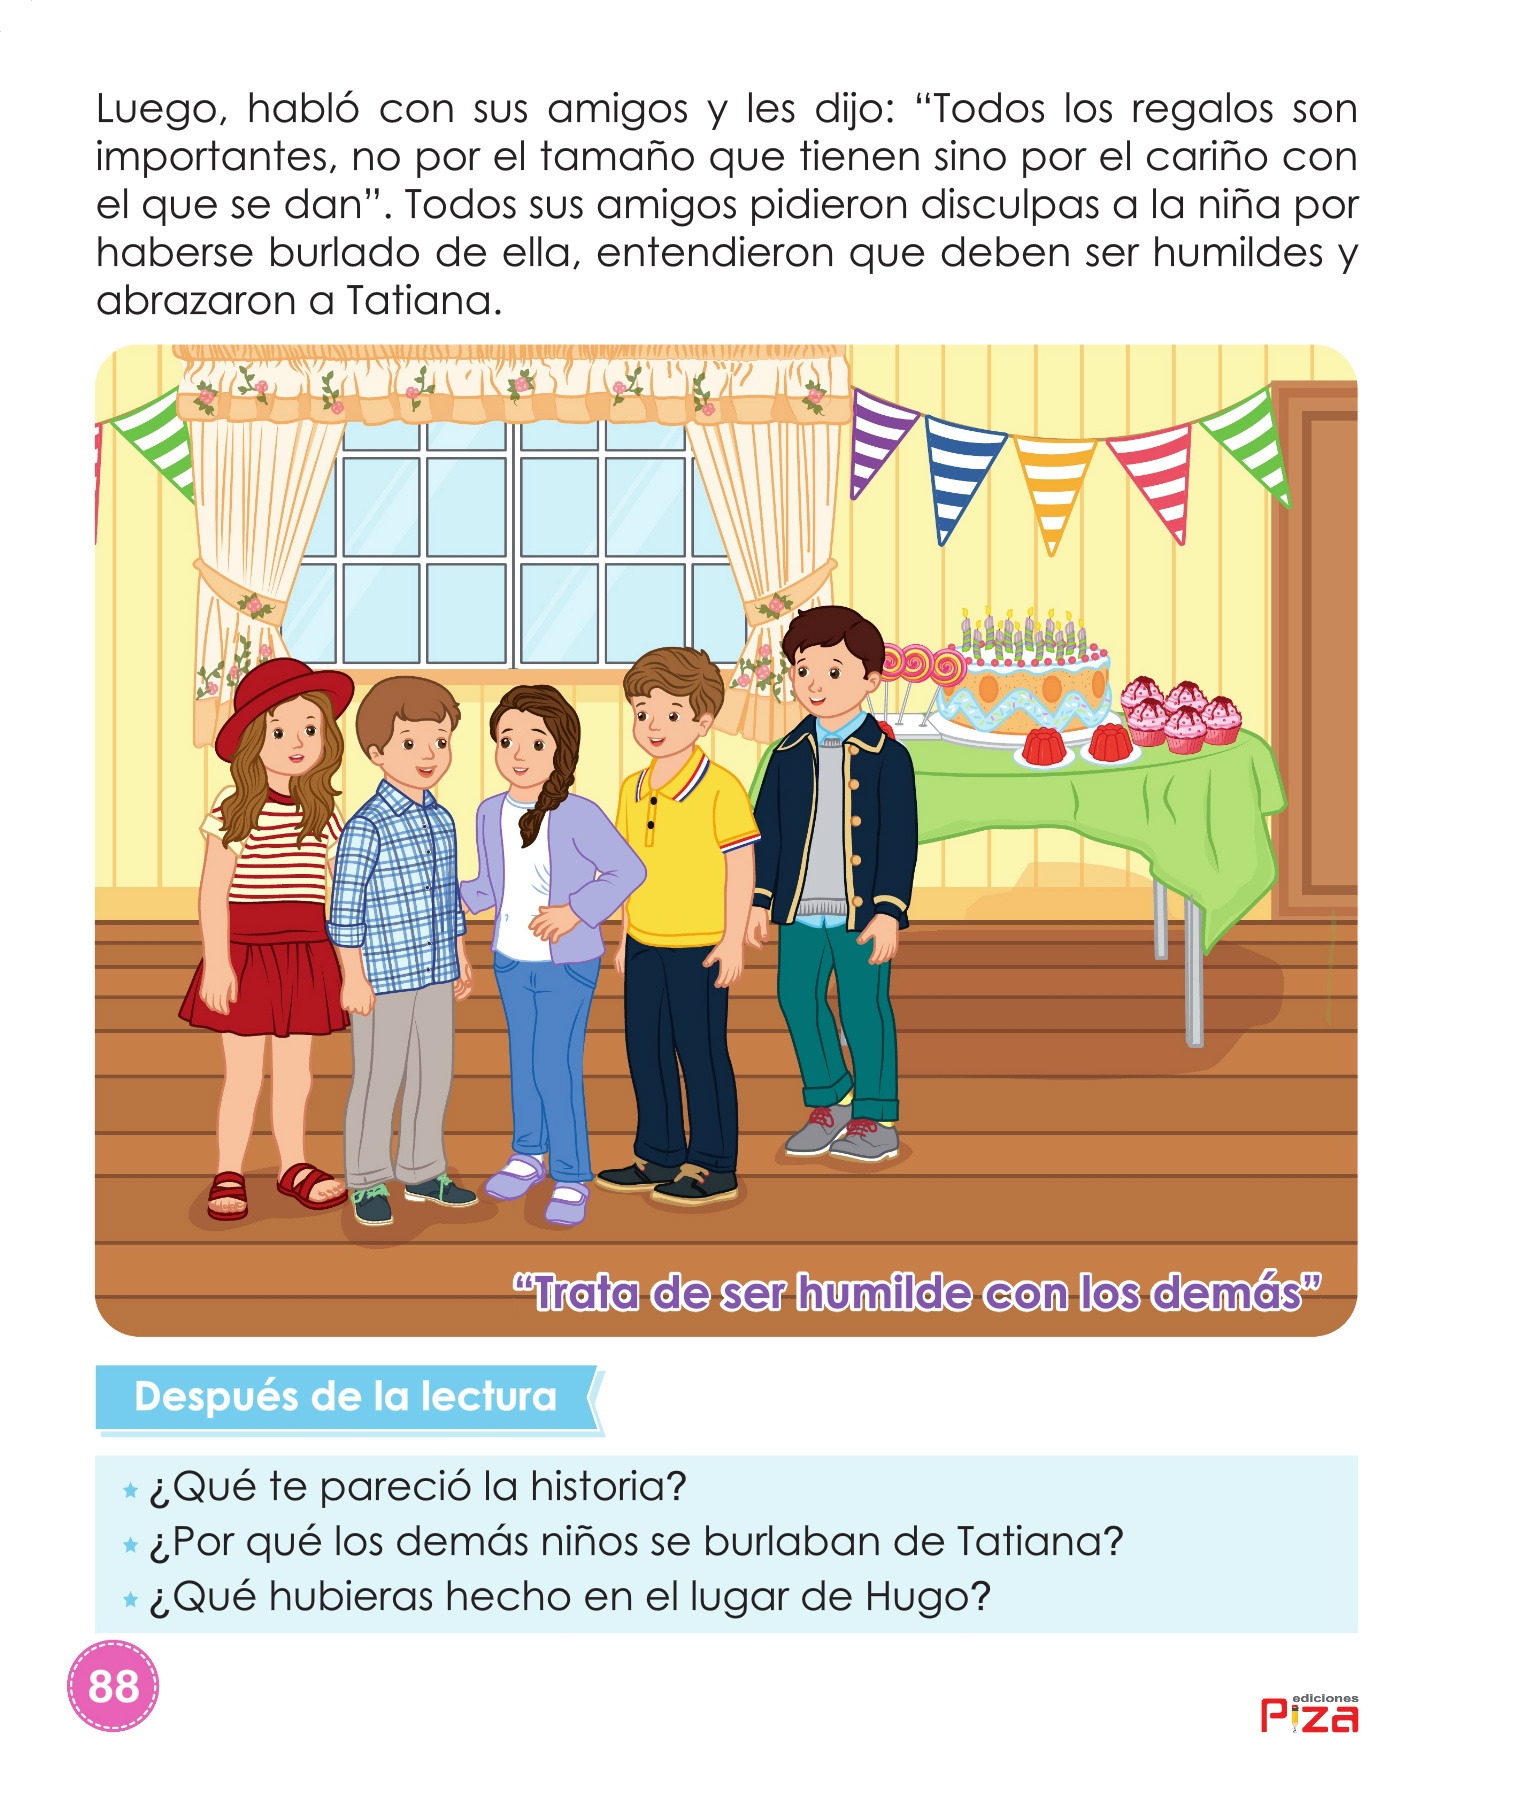 Luego, habló con sus amigos y les dijo: “Todos los regalos son
importantes, no por el tamaño que tienen sino por el cariño con
el que se dan”. Todos sus amigos pidieron disculpas a la niña por
haberse burlado de ella, entendieron que deben ser humildes y
abrazaron a Tatiana.
“Trata de ser humilde con los demás”
Después de la lectura
¿Qué te pareció la historia?
¿Por qué los demás niños se burlaban de Tatiana?
¿Qué hubieras hecho en el lugar de Hugo?
88
ediciones
Piza